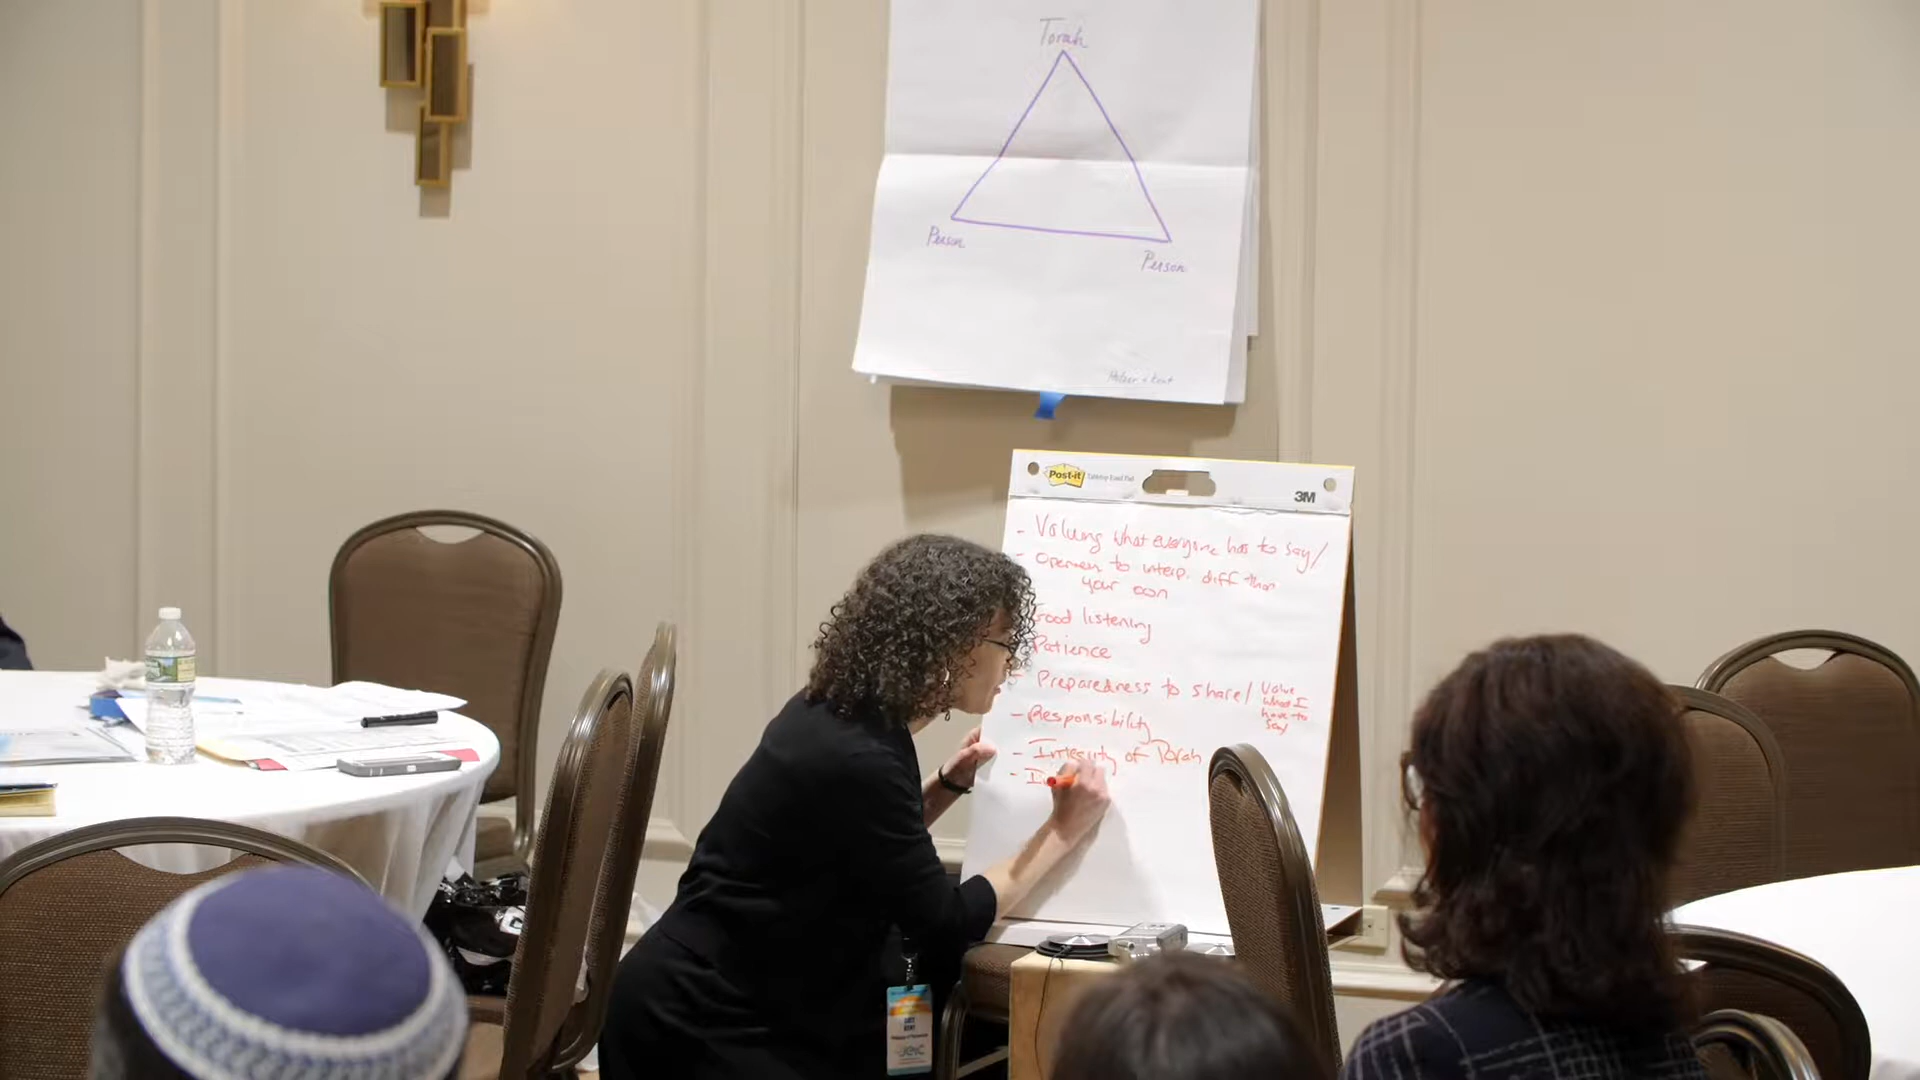 Torah
Person
Person
Post-it
3M
- Valuing what everyone has to say/
- Openness to interp. diff than
your own
Good listening
Patience
- Preparedness to share/
Value
what I
have to
say
- Responsibility
- Integrity of Torah
- I
JEIC